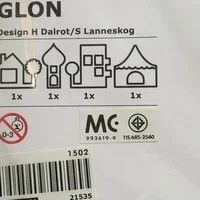 GLON
Design H Dalrot/S Lanneskog
1x 1x 1x 1x
0-3
MC
993619-K
TIS 685-2540
1502
21535